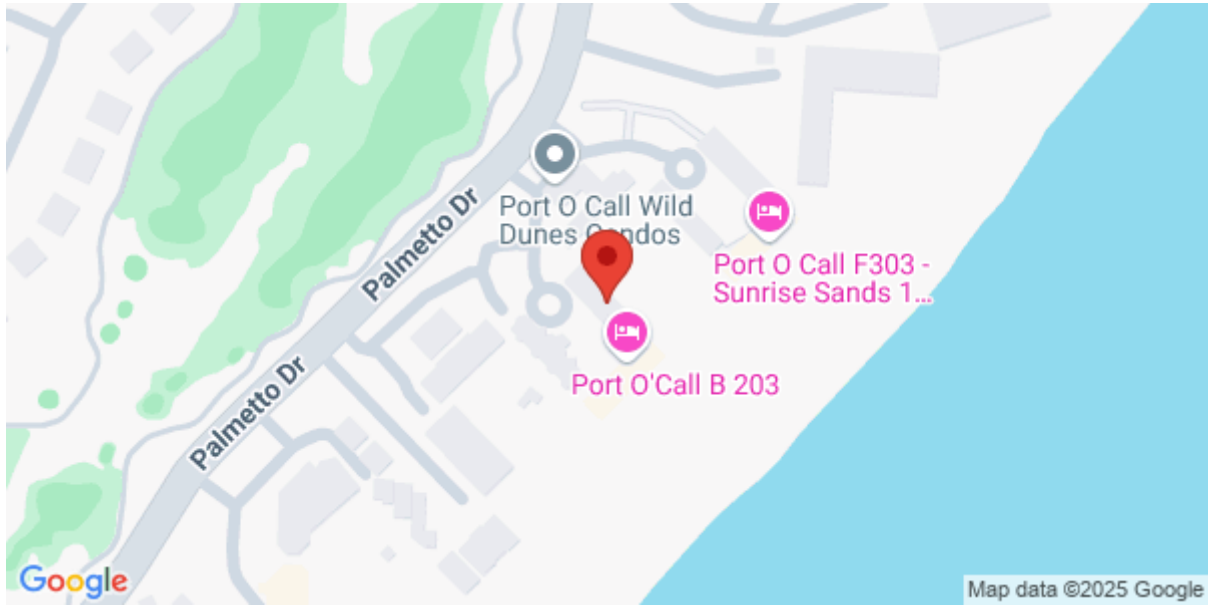 Port O Call Wild
Dunes Condos
Palmetto Dr
Port O Call F303 -
Sunrise Sands 1...
Port O'Call B 203
Palmetto Dr
Google
Map data ©2025 Google